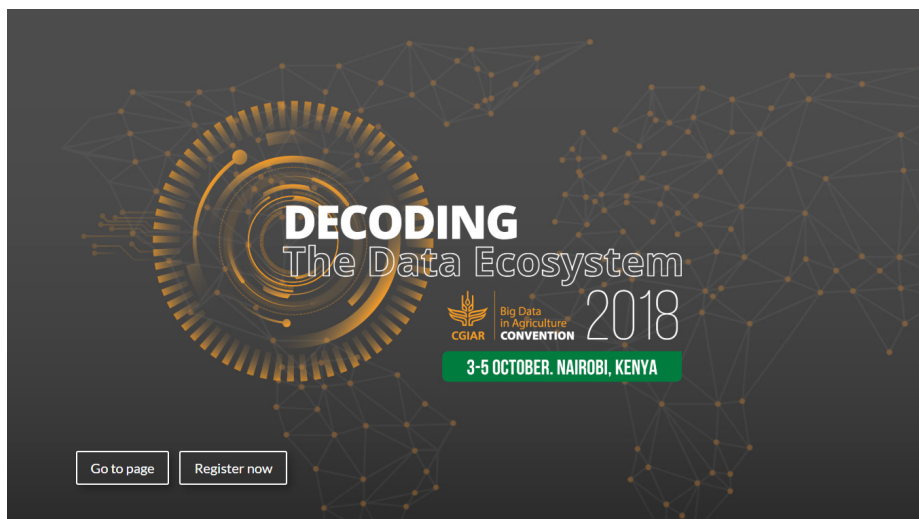 DECODING
The Data Ecosystem
CGIAR
Big Data
in Agriculture
CONVENTION
2018
3-5 OCTOBER. NAIROBI, KENYA
Go to page
Register now